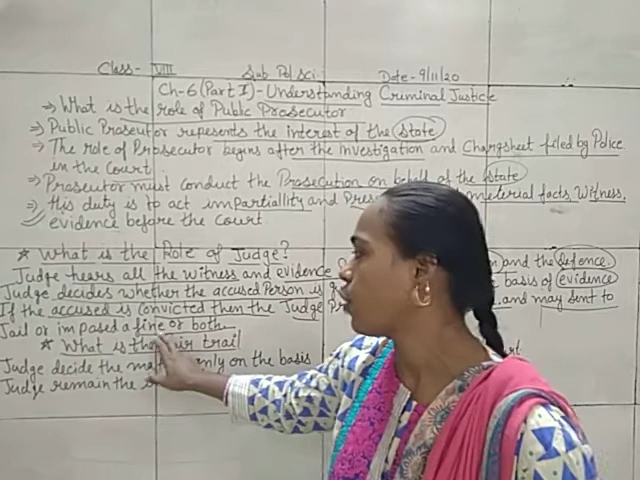 Class- VIII Sub Pol sci. Date- 9/11/20
Ch-6 (Part I)- Understanding Criminal Justice
→ What is the role of Public Prosecutor
⇒ Public Proseutor repesents the interest of the state
⇒ The role of Prosecutor begins after the investigation and Chargsheet filed by Police
in the court
⇒ Prosecutor must conduct the Prosecution on behalf of the state
⇒ His duty is to act impartiallity and meterial facts witness,
evidence before the court.
* What is the Role of Judge?
Judge hears all the witness and evidence and the defence.
Judge decides whether the accused Person is basis of evidence
If the accused is convicted then the Judge and may sent to
Jail or imposed a fine or both
* What is the trail
Judge decide the only on the basis
Judge remain the